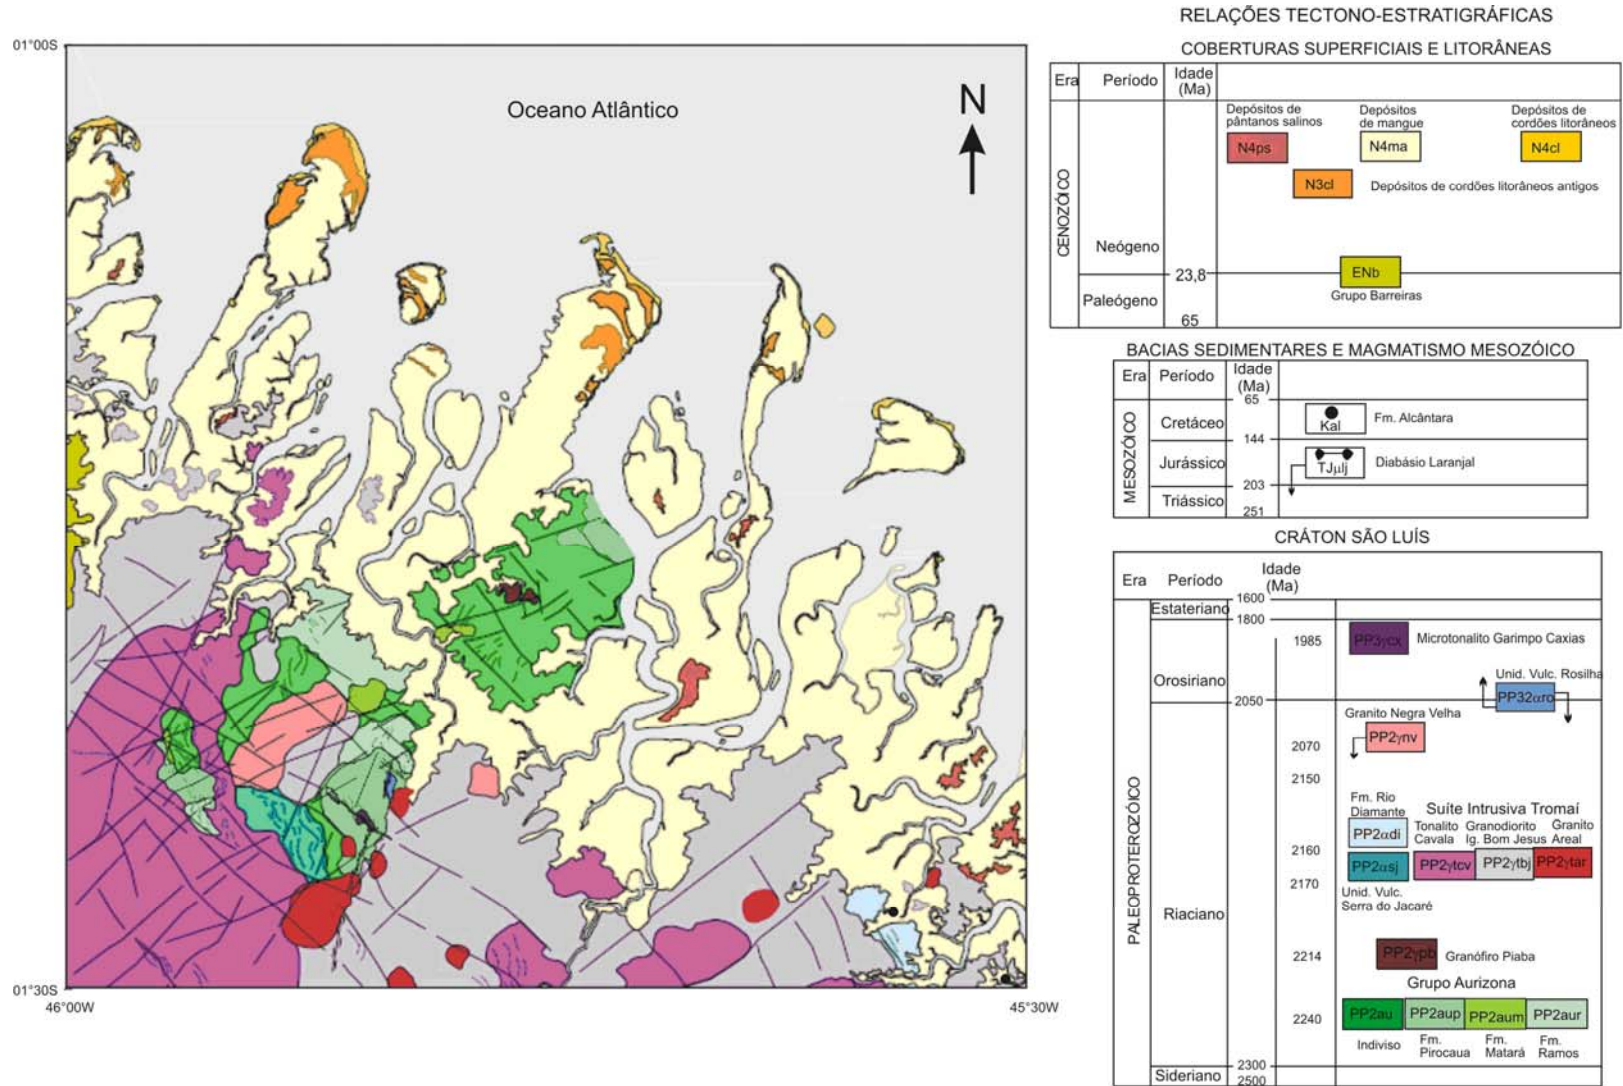 RELAÇÕES TECTONO-ESTRATIGRÁFICAS
COBERTURAS SUPERFICIAIS E LITORÂNEAS
Era Período Idade (Ma)
CENOZÓICO
Depósitos de pântanos salinos
N4ps
Depósitos de mangue
N4ma
Depósitos de cordões litorâneos
N4cl
N3cl Depósitos de cordões litorâneos antigos
Neógeno
23,8
ENb
Grupo Barreiras
Paleógeno
65
BACIAS SEDIMENTARES E MAGMATISMO MESOZÓICO
Era Período Idade (Ma)
65
MESOZÓICO
Cretáceo
Kal Fm. Alcântara
144
Jurássico
TJµlj Diabásio Laranjal
203
Triássico
251
CRÁTON SÃO LUÍS
Era Período Idade (Ma)
1600
Estateriano
1800
PALEOPROTEROZÓICO
1985 PP3γcx Microtonalito Garimpo Caxias
Orosiriano
Unid. Vulc. Rosilha
PP32αro
2050
Granito Negra Velha
PP2γnv
2070
2150
Fm. Rio Diamante
PP2αdi
Suíte Intrusiva Tromaí
Tonalito Cavala
Granodiorito Ig. Bom Jesus
Granito Areal
2160
PP2αsj PP2γtcv PP2γtbj PP2γtar
2170
Unid. Vulc. Serra do Jacaré
Riaciano
2214 PP2γpb Granófiro Piaba
Grupo Aurizona
2240 PP2au PP2aup PP2aum PP2aur
Indiviso
Fm. Pirocaua
Fm. Matará
Fm. Ramos
2300
Sideriano
2500
01°00S
Oceano Atlântico
N
01°30S
46°00W
45°30W